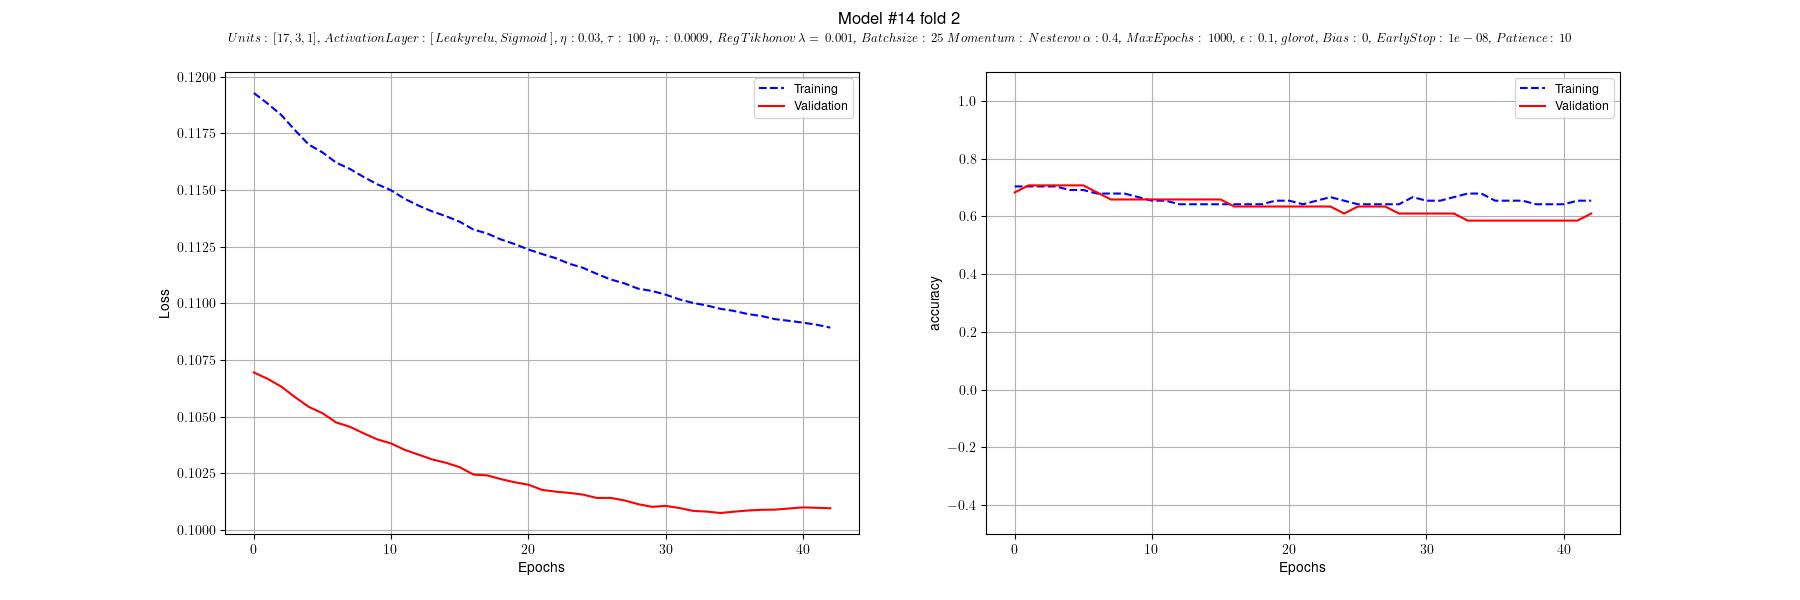 Model #14 fold 2
Units : [17, 3, 1], ActivationLayer : [Leakyrelu, Sigmoid ], η : 0.03, τ : 100 ητ : 0.0009, RegTikhonov λ = 0.001, Batchsize : 25 Momentum : Nesterov α : 0.4, MaxEpochs : 1000, ϵ : 0.1, glorot, Bias : 0, EarlyStop : 1e − 08, Patience : 10
0.1200
0.1175
0.1150
0.1125
0.1100
0.1075
0.1050
0.1025
0.1000
Loss
Training
Validation
0 10 20 30 40
Epochs
1.0
0.8
0.6
0.4
0.2
0.0
−0.2
−0.4
accuracy
Training
Validation
0 10 20 30 40
Epochs